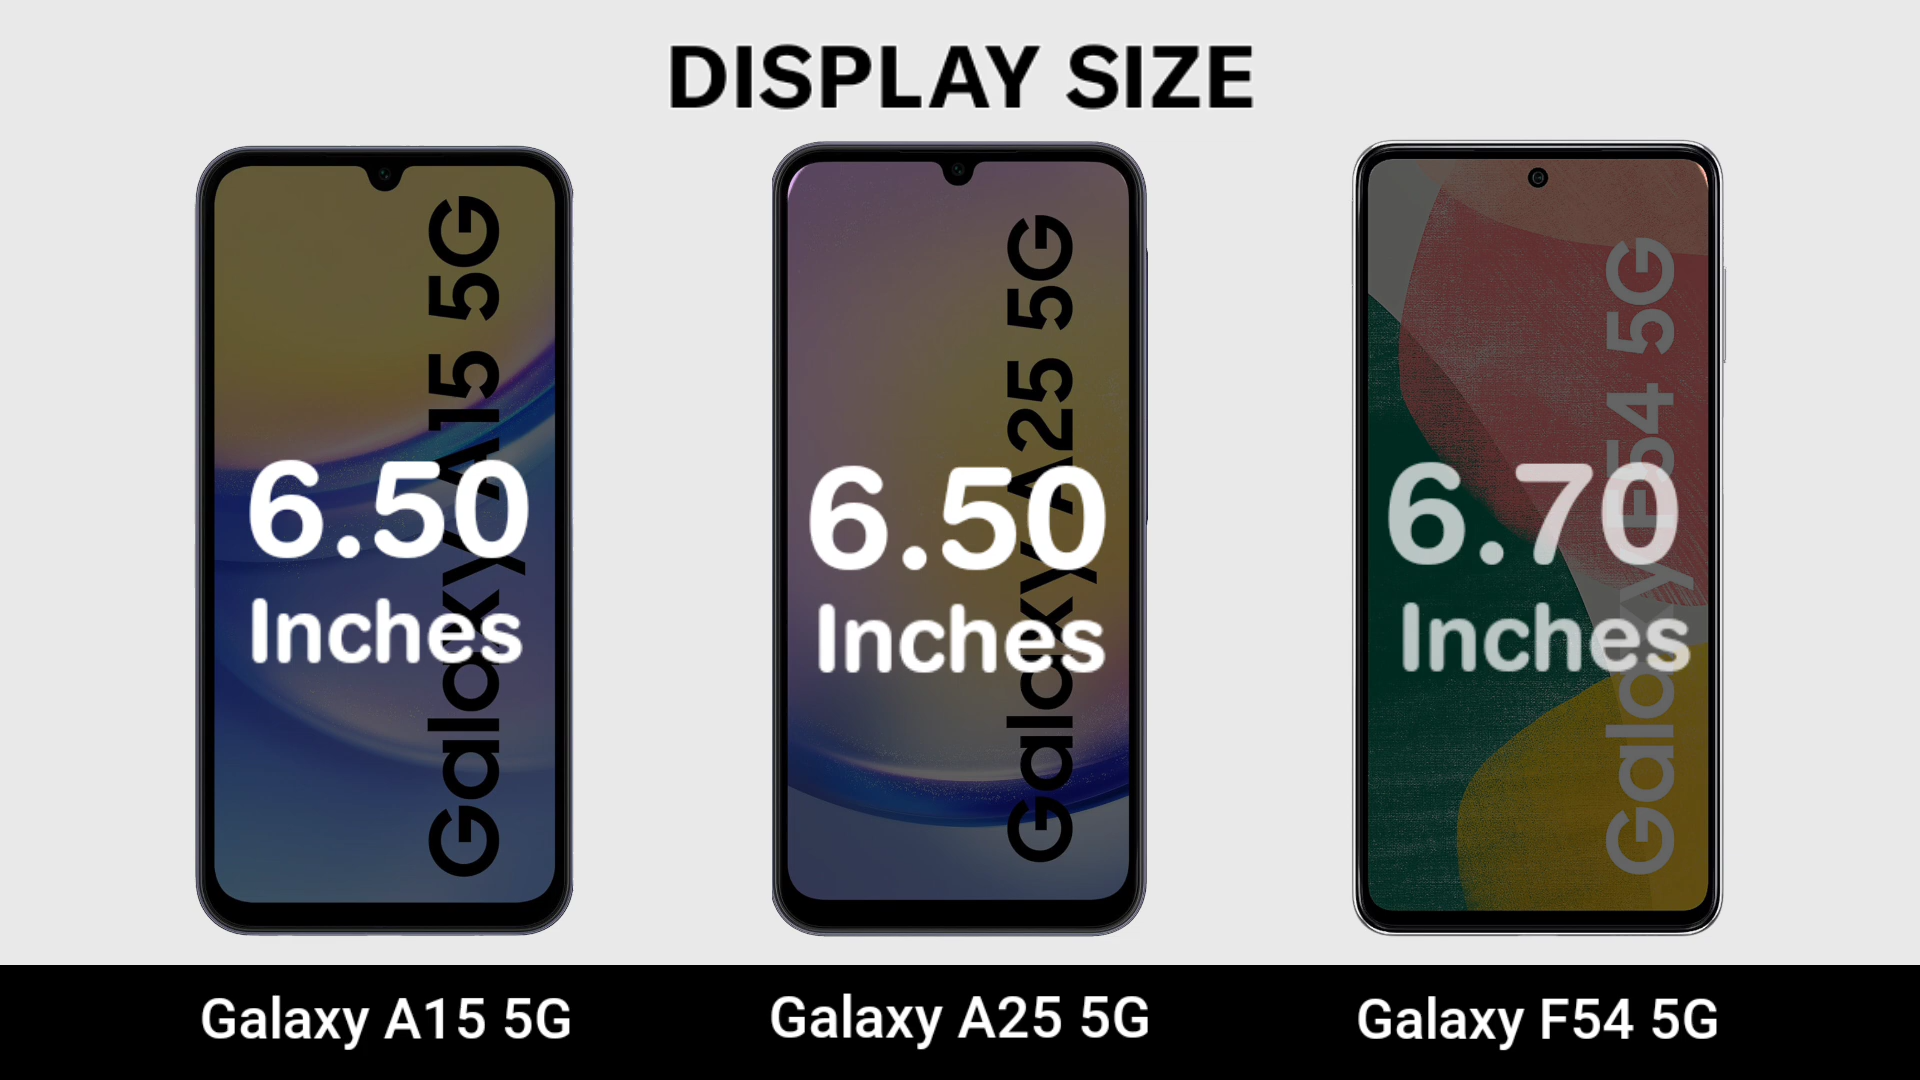 DISPLAY SIZE
Galaxy A15 5G
6.50
Inches
Galaxy A25 5G
6.50
Inches
Galaxy F54 5G
6.70
Inches
Galaxy A15 5G
Galaxy A25 5G
Galaxy F54 5G